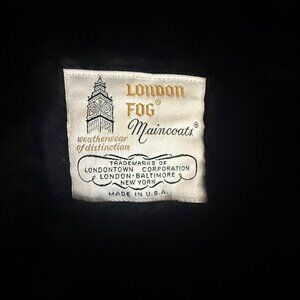 LONDON
FOG®
Maincoats®
weatherwear
of distinction
TRADEMARKS OF
LONDONTOWN CORPORATION
LONDON-BALTIMORE
NEW YORK
MADE IN U.S.A.